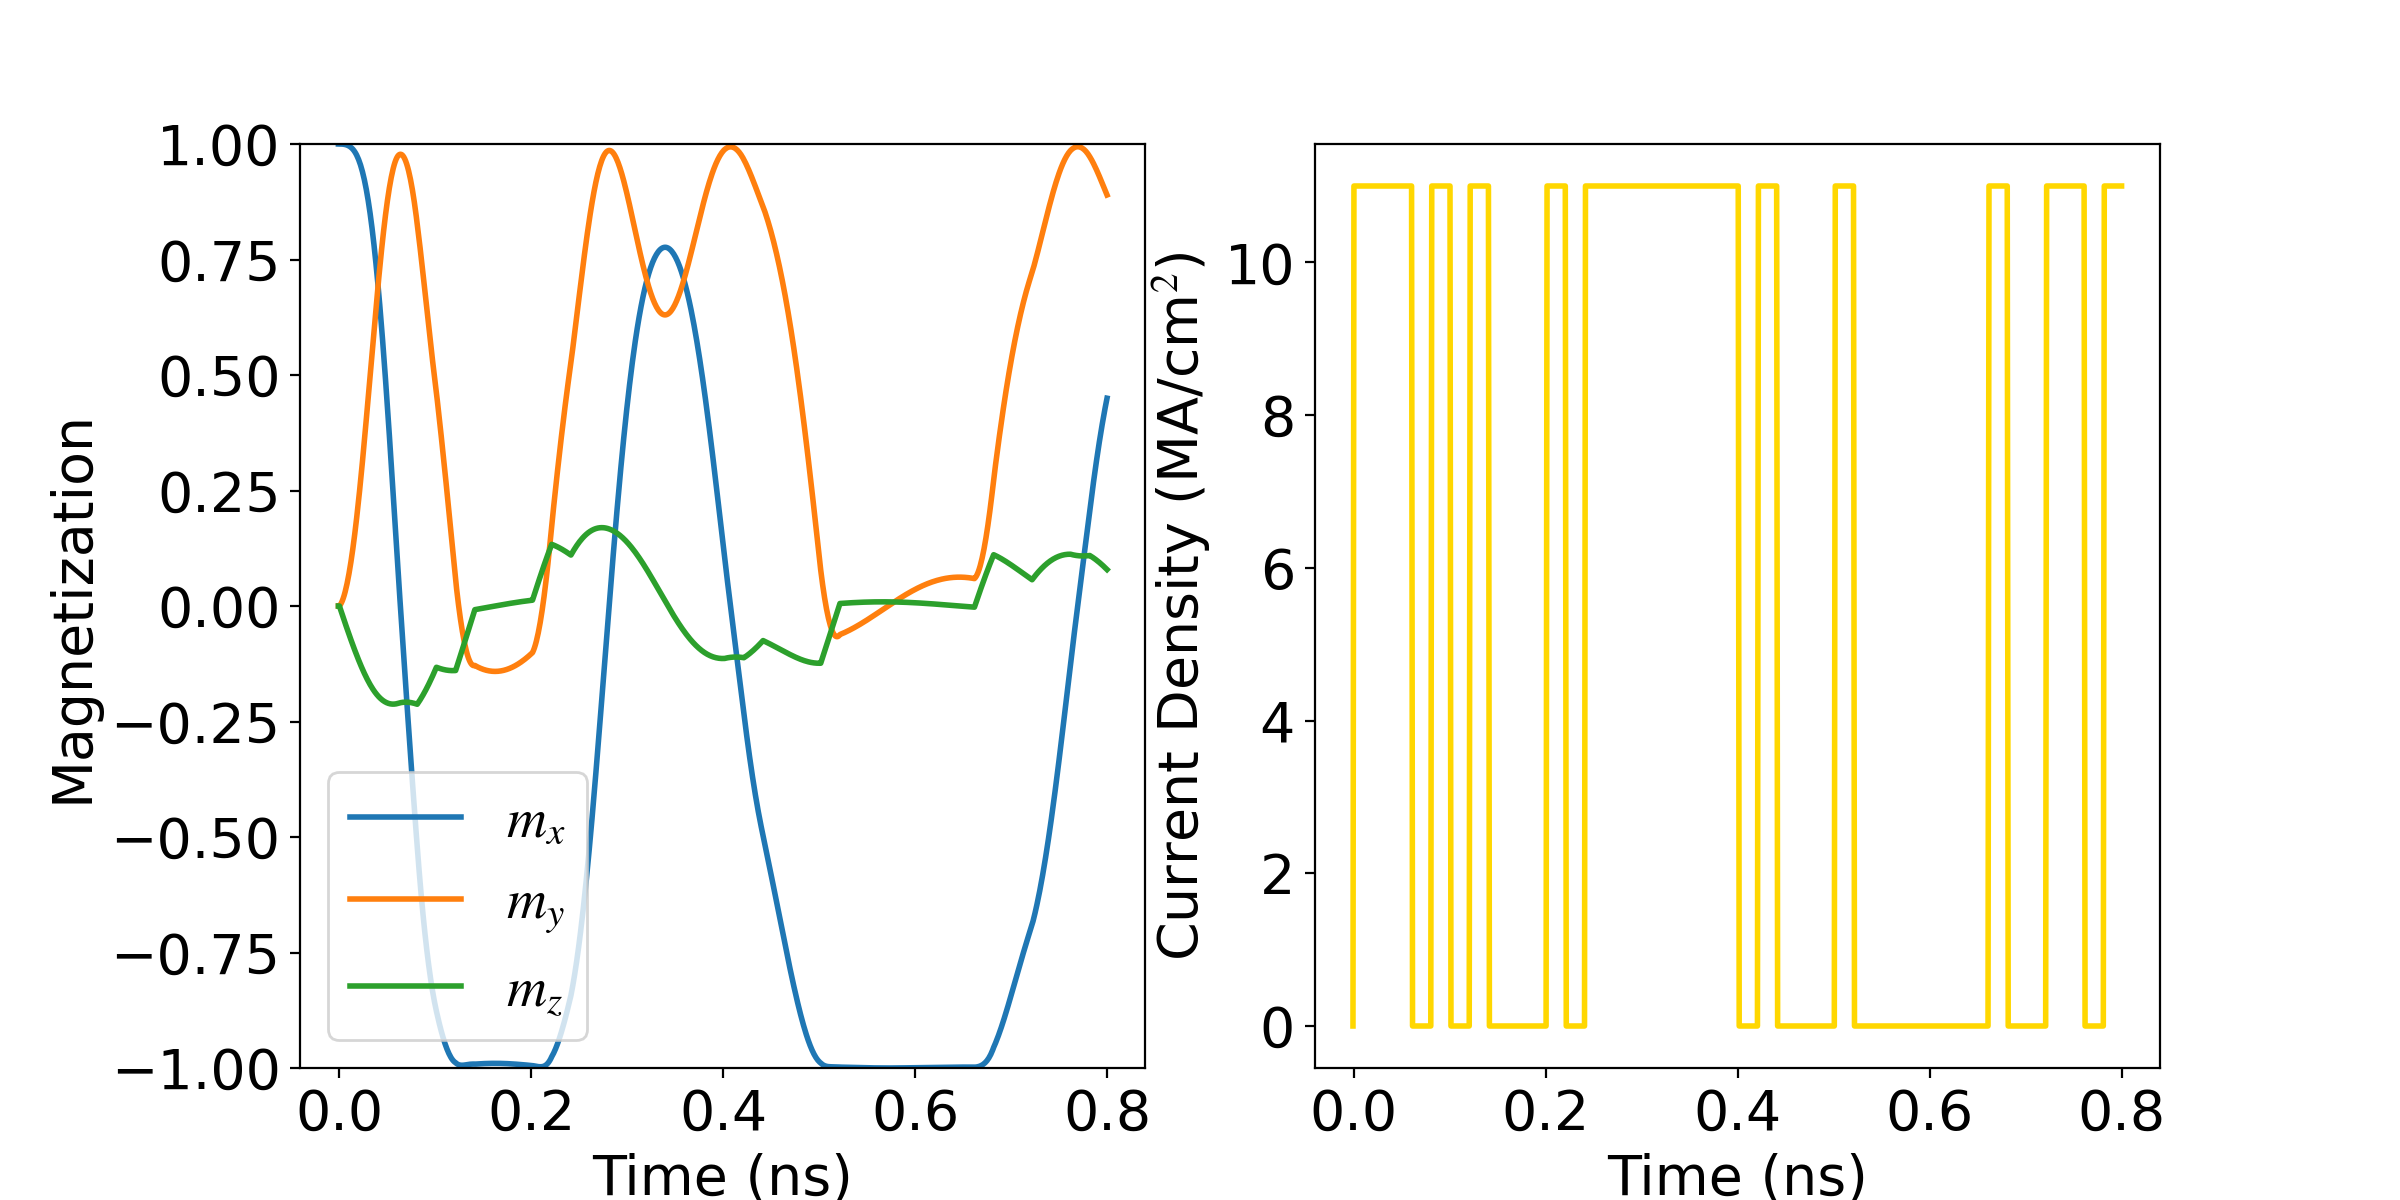 1.00
0.75
0.50
0.25
0.00
−0.25
−0.50
−0.75
−1.00
Magnetization
m_x
m_y
m_z
0.0 0.2 0.4 0.6 0.8
Time (ns)
10
8
6
4
2
0
Current Density (MA/cm²)
0.0 0.2 0.4 0.6 0.8
Time (ns)